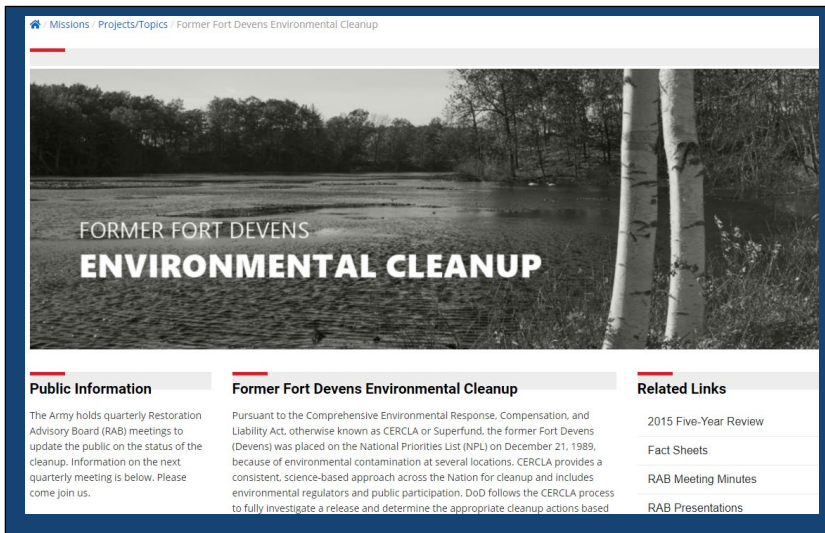 / Missions / Projects/Topics / Former Fort Devens Environmental Cleanup
FORMER FORT DEVENS
ENVIRONMENTAL CLEANUP
Public Information
The Army holds quarterly Restoration
Advisory Board (RAB) meetings to
update the public on the status of the
cleanup. Information on the next
quarterly meeting is below. Please
come join us.
Former Fort Devens Environmental Cleanup
Pursuant to the Comprehensive Environmental Response, Compensation, and
Liability Act, otherwise known as CERCLA or Superfund, the former Fort Devens
(Devens) was placed on the National Priorities List (NPL) on December 21, 1989,
because of environmental contamination at several locations. CERCLA provides a
consistent, science-based approach across the Nation for cleanup and includes
environmental regulators and public participation. DoD follows the CERCLA process
to fully investigate a release and determine the appropriate cleanup actions based
Related Links
2015 Five-Year Review
Fact Sheets
RAB Meeting Minutes
RAB Presentations